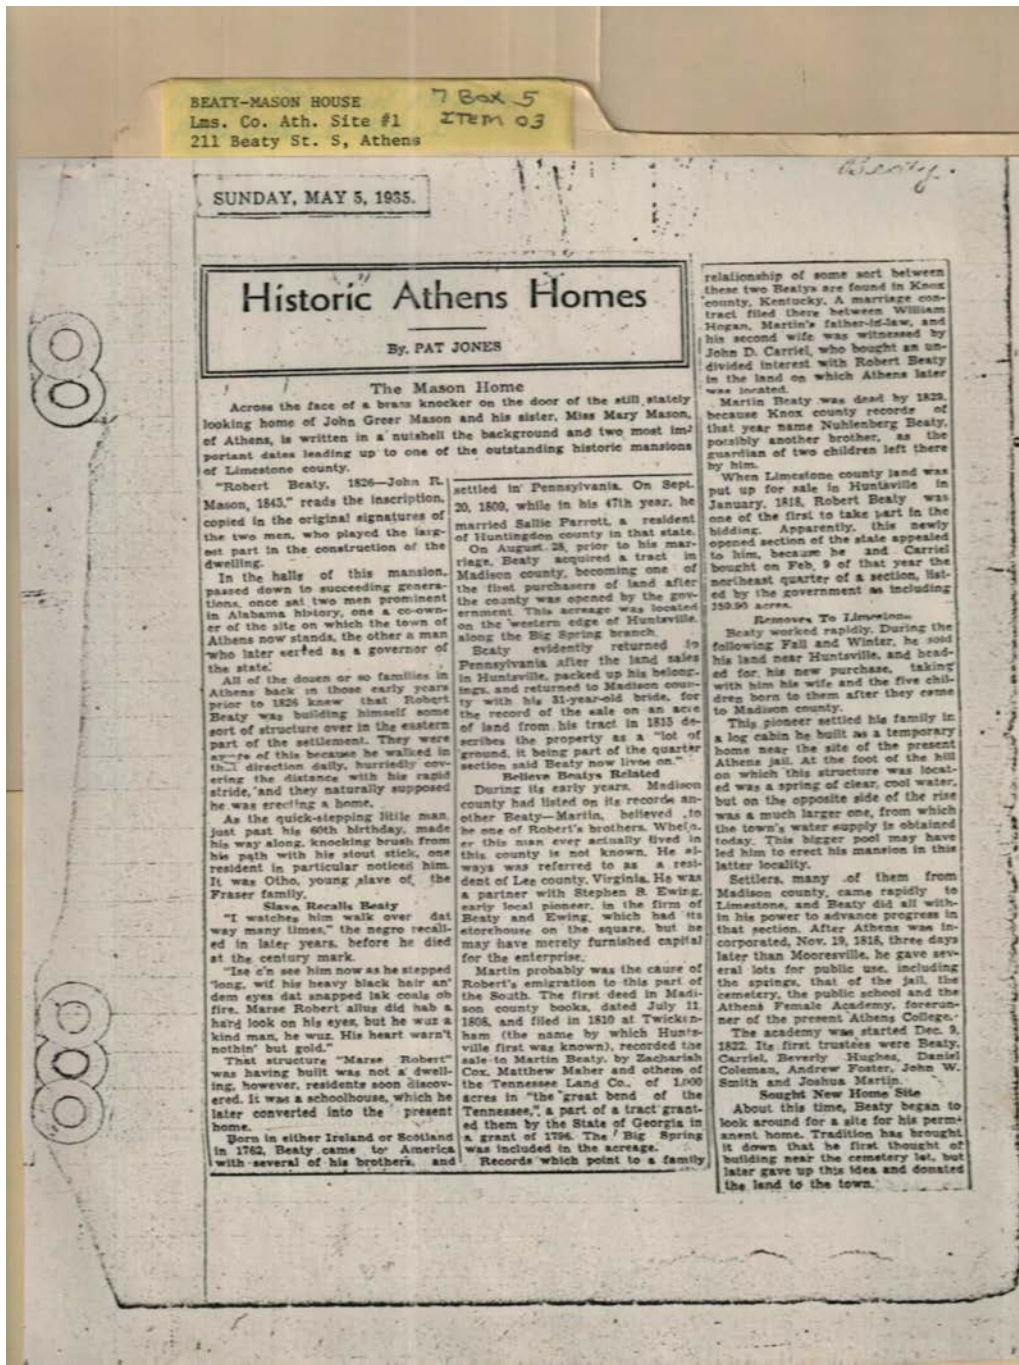 BEATY-MASON HOUSE
Lms. Co. Ath. Site #1
211 Beaty St. S, Athens
7 Box 5
ITEM 03
Beaty.
SUNDAY, MAY 5, 1935.
Historic Athens Homes
By. PAT JONES
The Mason Home
Across the face of a brass knocker on the door of the still stately
looking home of John Greer Mason and his sister, Miss Mary Mason,
of Athens, is written in a nutshell the background and two most im-
portant dates leading up to one of the outstanding historic mansions
of Limestone county.
"Robert Beaty, 1826—John R.
Mason, 1845," reads the inscription,
copied in the original signatures of
the two men, who played the larg-
est part in the construction of the
dwelling.
In the halls of this mansion,
passed down to succeeding genera-
tions, once sat two men prominent
in Alabama history, one a co-own-
er of the site on which the town of
Athens now stands, the other a man
who later served as a governor of
the state.
All of the dozen or so families in
Athens back in those early years
prior to 1826 knew that Robert
Beaty was building himself some
sort of structure over in the eastern
part of the settlement. They were
aware of this because he walked in
that direction daily, hurriedly cov-
ering the distance with his rapid
stride, and they naturally supposed
he was erecting a home.
As the quick-stepping little man,
just past his 60th birthday, made
his way along, knocking brush from
his path with his stout stick, one
resident in particular noticed him.
It was Otho, young slave of the
Fraser family.
Slave Recalls Beaty
"I watches him walk over dat
way many times," the negro recall-
ed in later years, before he died
at the century mark.
"Ise c'n see him now as he stepped
'long, wif his heavy black hair an'
dem eyes dat snapped lak coals ob
fire. Marse Robert allus did hab a
hard look on his eyes, but he wuz a
kind man, he wuz. His heart warn't
nothin' but gold."
That structure "Marse Robert"
was having built was not a dwell-
ing, however, residents soon discov-
ered. It was a schoolhouse, which he
later converted into the present
home.
Born in either Ireland or Scotland
in 1762, Beaty came to America
with several of his brothers, and
settled in Pennsylvania. On Sept.
20, 1809, while in his 47th year, he
married Sallie Parrott, a resident
of Huntingdon county in that state.
On August 28, prior to his mar-
riage, Beaty acquired a tract in
Madison county, becoming one of
the first purchasers of land after
the county was opened by the gov-
ernment. This acreage was located
on the western edge of Huntsville,
along the Big Spring branch.
Beaty evidently returned to
Pennsylvania after the land sales
in Huntsville, packed up his belong-
ings, and returned to Madison coun-
ty with his 31-year-old bride, for
the record of the sale on an acre
of land from his tract in 1815 de-
scribes the property as a "lot of
ground, it being part of the quarter
section said Beaty now lives on."
Believe Beatys Related
During its early years, Madison
county had listed on its records an-
other Beaty—Martin, believed to
be one of Robert's brothers. Wheth-
er this man ever actually lived in
this county is not known. He al-
ways was referred to as a resi-
dent of Lee county, Virginia. He was
a partner with Stephen S. Ewing,
early local pioneer, in the firm of
Beaty and Ewing, which had its
storehouse on the square, but he
may have merely furnished capital
for the enterprise.
Martin probably was the cause of
Robert's emigration to this part of
the South. The first deed in Madi-
son county books, dated July 11,
1808, and filed in 1810 at Twicken-
ham (the name by which Hunts-
ville first was known), recorded the
sale to Martin Beaty, by Zachariah
Cox, Matthew Maher and others of
the Tennessee Land Co., of 1,000
acres in "the great bend of the
Tennessee," a part of a tract grant-
ed them by the State of Georgia in
a grant of 1796. The Big Spring
was included in the acreage.
Records which point to a family
relationship of some sort between
these two Beatys are found in Knox
county, Kentucky. A marriage con-
tract filed there between William
Hogan, Martin's father-in-law, and
his second wife was witnessed by
John D. Carriel, who bought an un-
divided interest with Robert Beaty
in the land on which Athens later
was located.
Martin Beaty was dead by 1823,
because Knox county records of
that year name Nuhlenberg Beaty,
possibly another brother, as the
guardian of two children left there
by him.
When Limestone county land was
put up for sale in Huntsville in
January, 1818, Robert Beaty was
one of the first to take part in the
bidding. Apparently, this newly
opened section of the state appealed
to him, because he and Carriel
bought on Feb. 9 of that year the
northeast quarter of a section, list-
ed by the government as including
159.90 acres.
Removes To Limestone
Beaty worked rapidly. During the
following Fall and Winter, he sold
his land near Huntsville, and head-
ed for his new purchase, taking
with him his wife and the five chil-
dren born to them after they came
to Madison county.
This pioneer settled his family in
a log cabin he built as a temporary
home near the site of the present
Athens jail. At the foot of the hill
on which this structure was locat-
ed was a spring of clear, cool water,
but on the opposite side of the rise
was a much larger one, from which
the town's water supply is obtained
today. This bigger pool may have
led him to erect his mansion in this
latter locality.
Settlers, many of them from
Madison county, came rapidly to
Limestone, and Beaty did all with-
in his power to advance progress in
that section. After Athens was in-
corporated, Nov. 19, 1818, three days
later than Mooresville, he gave sev-
eral lots for public use, including
the springs, that of the jail, the
cemetery, the public school and the
Athens Female Academy, forerun-
ner of the present Athens College.
The academy was started Dec. 9,
1822. Its first trustees were Beaty,
Carriel, Beverly Hughes, Daniel
Coleman, Andrew Foster, John W.
Smith and Joshua Martin.
Sought New Home Site
About this time, Beaty began to
look around for a site for his perm-
anent home. Tradition has brought
it down that he first thought of
building near the cemetery lot, but
later gave up this idea and donated
the land to the town.